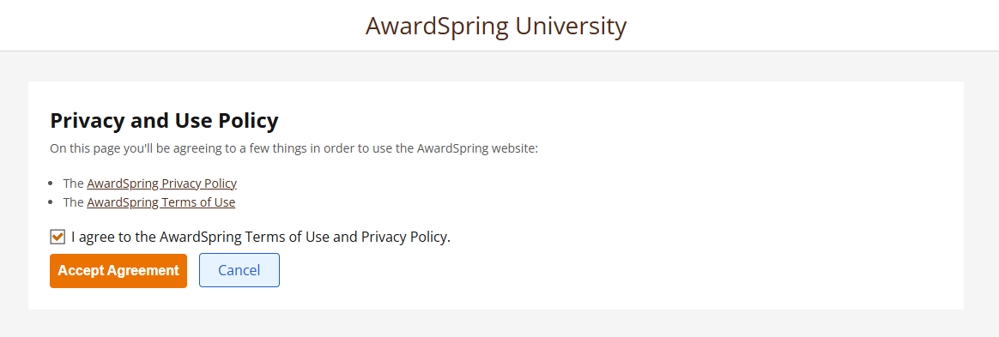 AwardSpring University
Privacy and Use Policy
On this page you'll be agreeing to a few things in order to use the AwardSpring website:
The AwardSpring Privacy Policy
The AwardSpring Terms of Use
I agree to the AwardSpring Terms of Use and Privacy Policy.
Accept Agreement Cancel